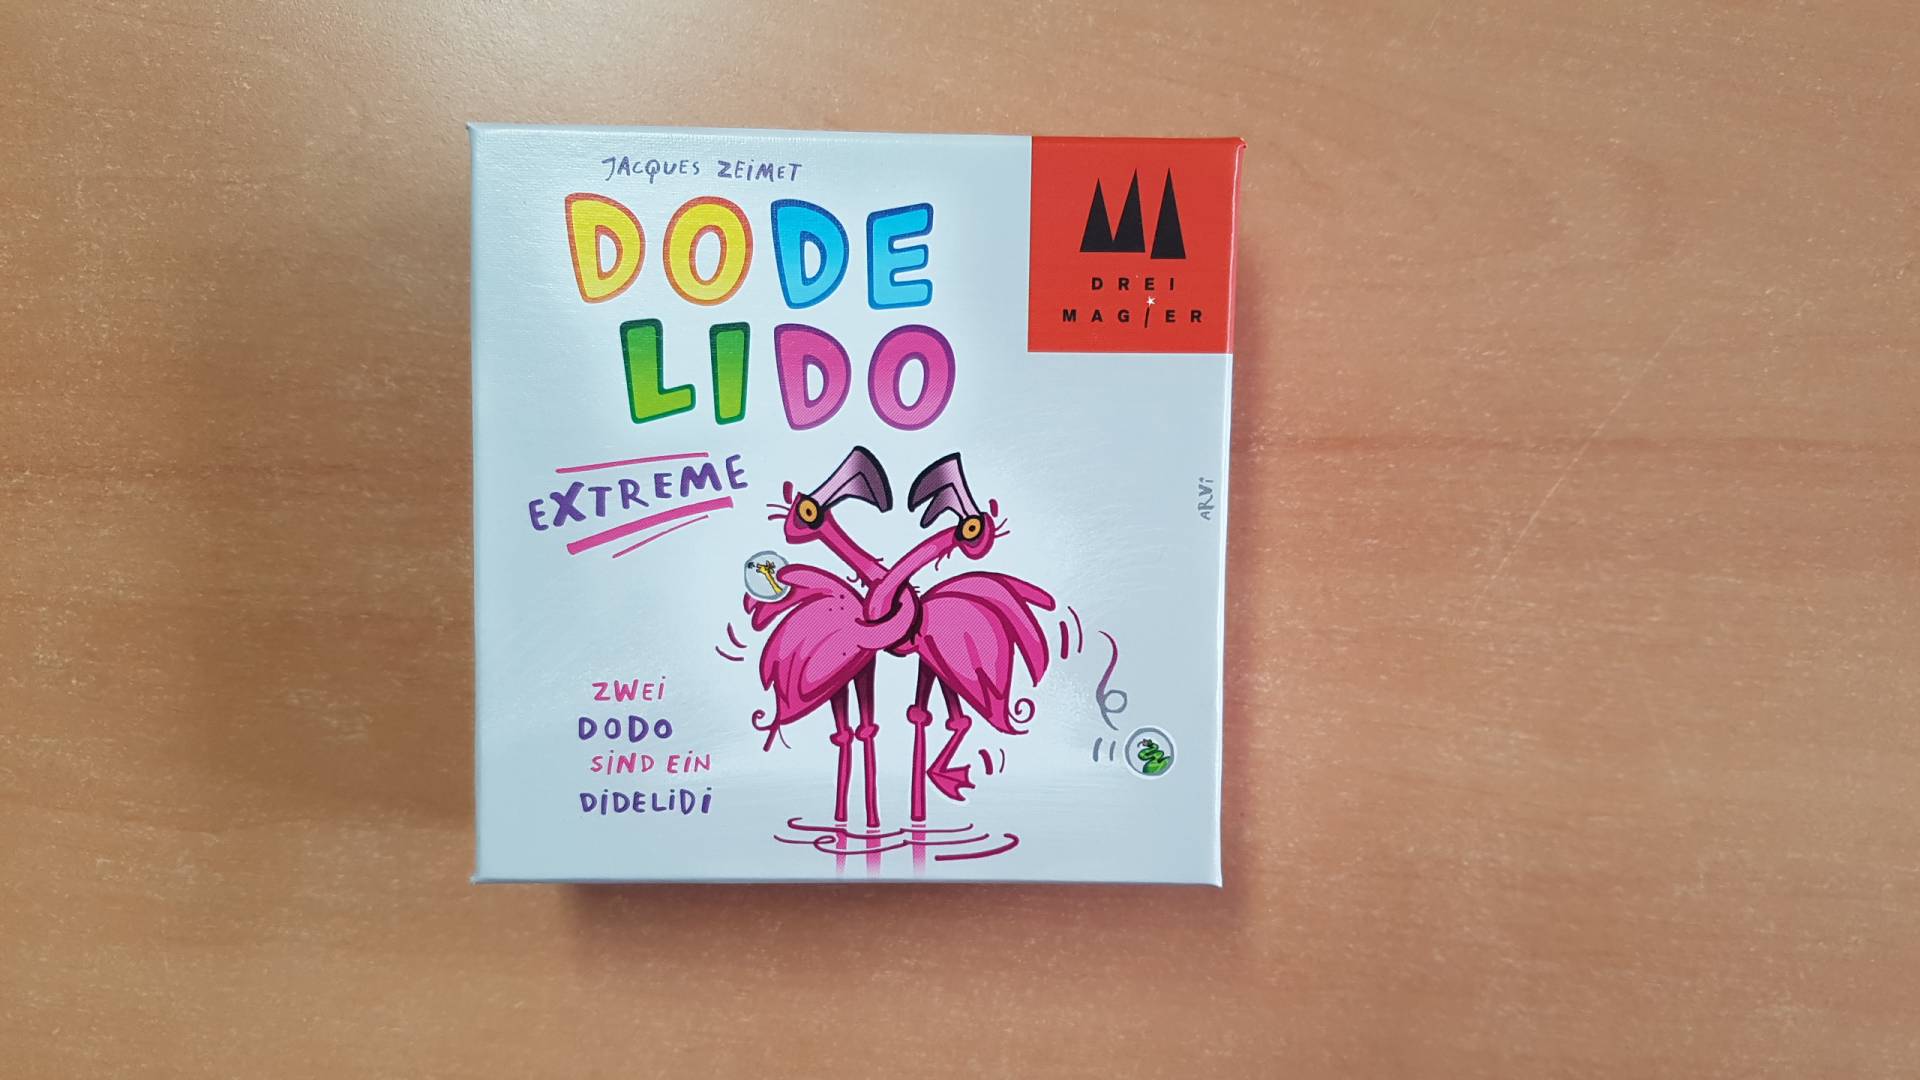 JACQUES ZEiMET
DODE
LIDO
EXTREME
DREI
MAGIER
ARVi
ZWEi
DODO
SiND EiN
DiDELiDi